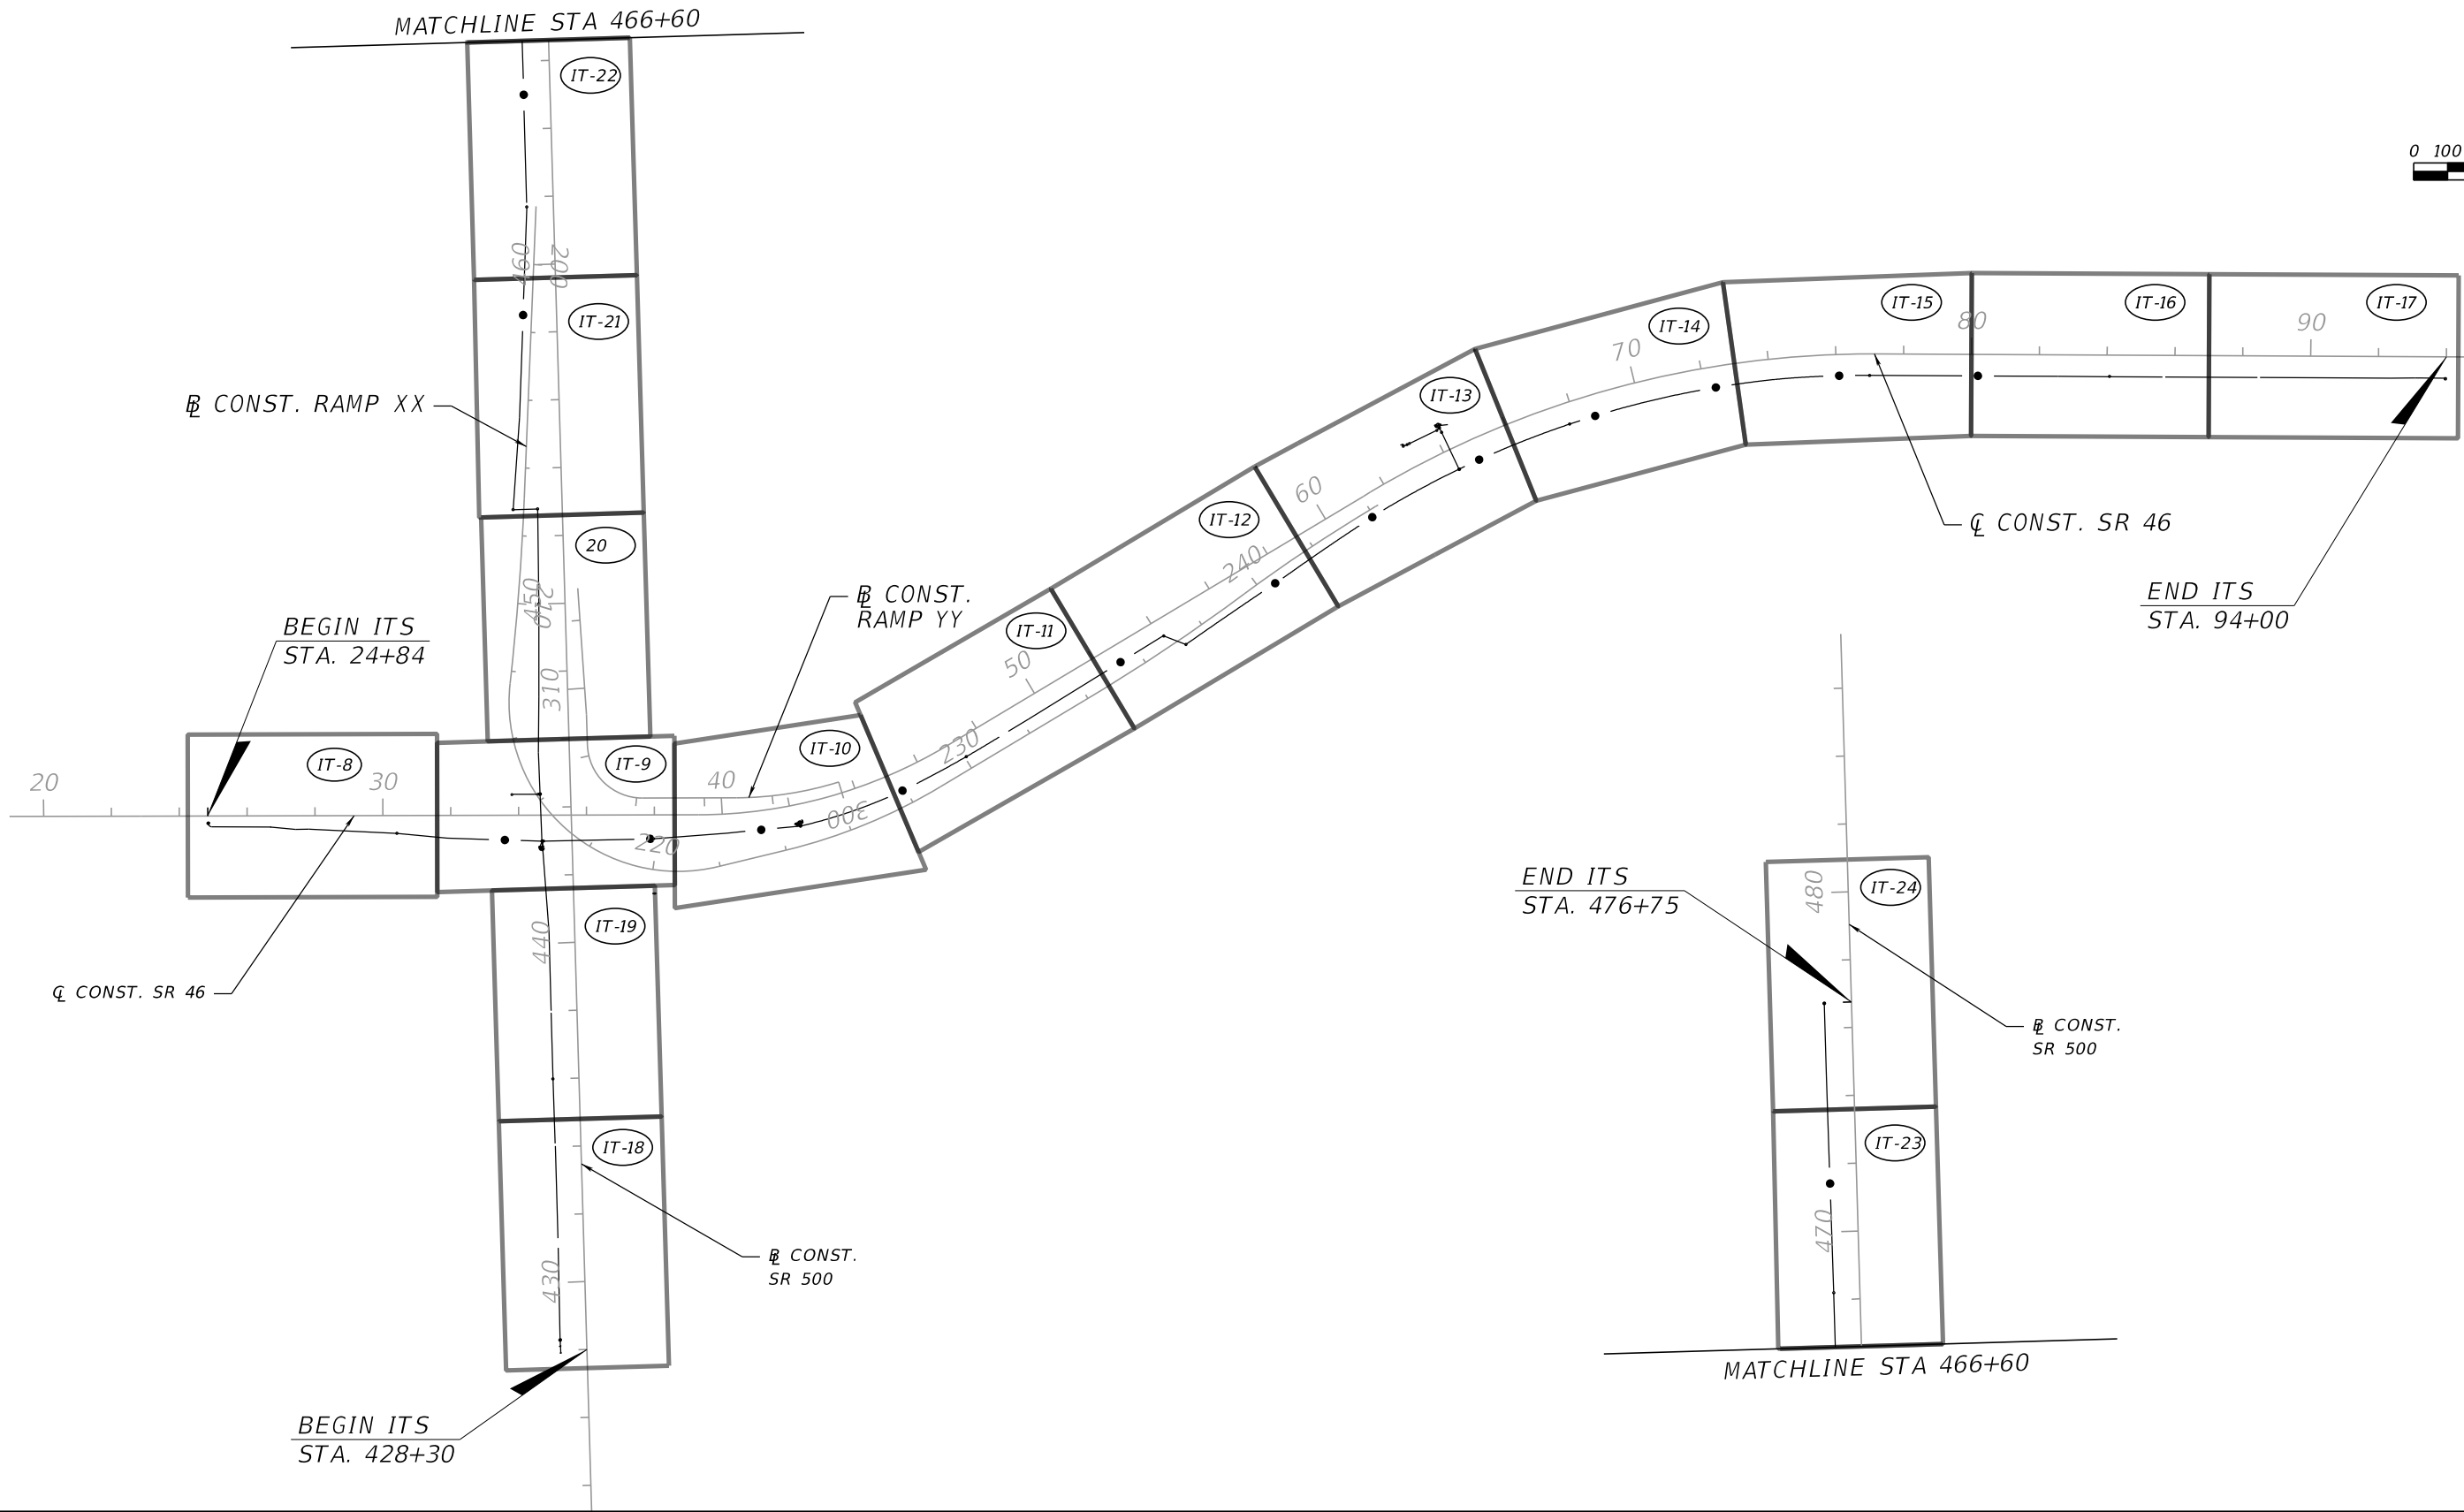 MATCHLINE STA 466+60
IT-22
0 100
460
200
IT-21
IT-14
IT-15
IT-16
IT-17
80
90
70
IT-13
℄ CONST. SR 46
END ITS
STA. 94+00
60
IT-12
240
BL CONST. RAMP XX
20
450
210
BL CONST.
RAMP YY
IT-11
50
BEGIN ITS
STA. 24+84
310
IT-8
IT-9
IT-10
20
30
40
230
300
220
IT-19
440
℄ CONST. SR 46
IT-18
BL CONST.
SR 500
430
BEGIN ITS
STA. 428+30
END ITS
STA. 476+75
480
IT-24
BL CONST.
SR 500
IT-23
470
MATCHLINE STA 466+60